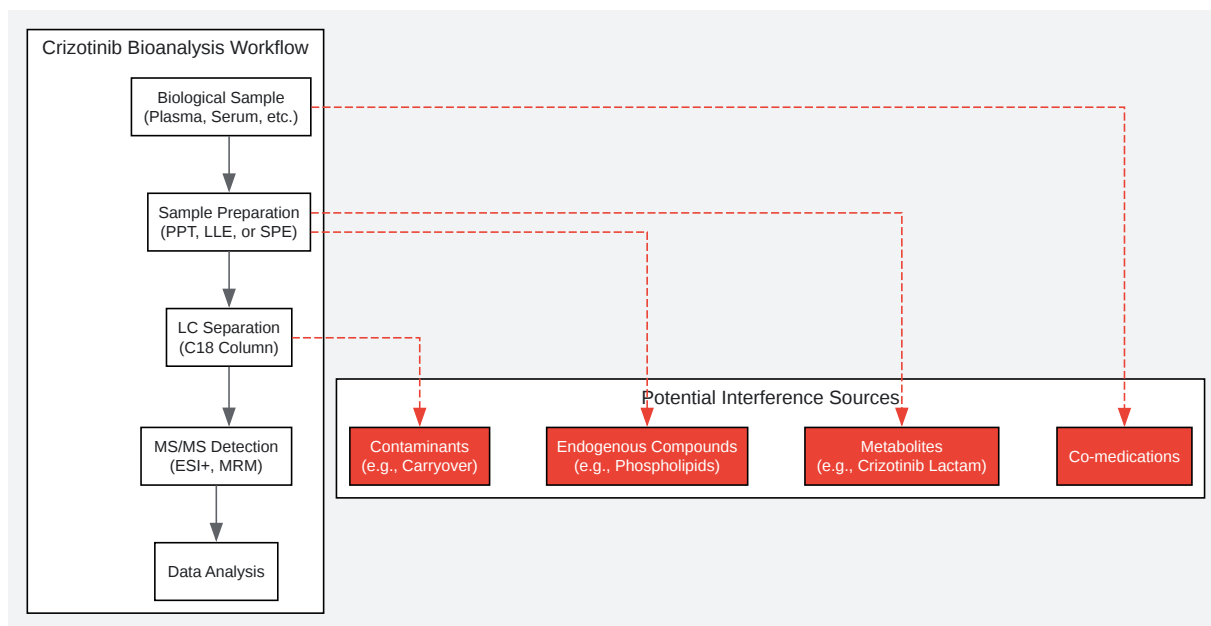 Crizotinib Bioanalysis Workflow
Biological Sample
(Plasma, Serum, etc.)
Sample Preparation
(PPT, LLE, or SPE)
LC Separation
(C18 Column)
MS/MS Detection
(ESI+, MRM)
Data Analysis
Potential Interference Sources
Contaminants
(e.g., Carryover)
Endogenous Compounds
(e.g., Phospholipids)
Metabolites
(e.g., Crizotinib Lactam)
Co-medications